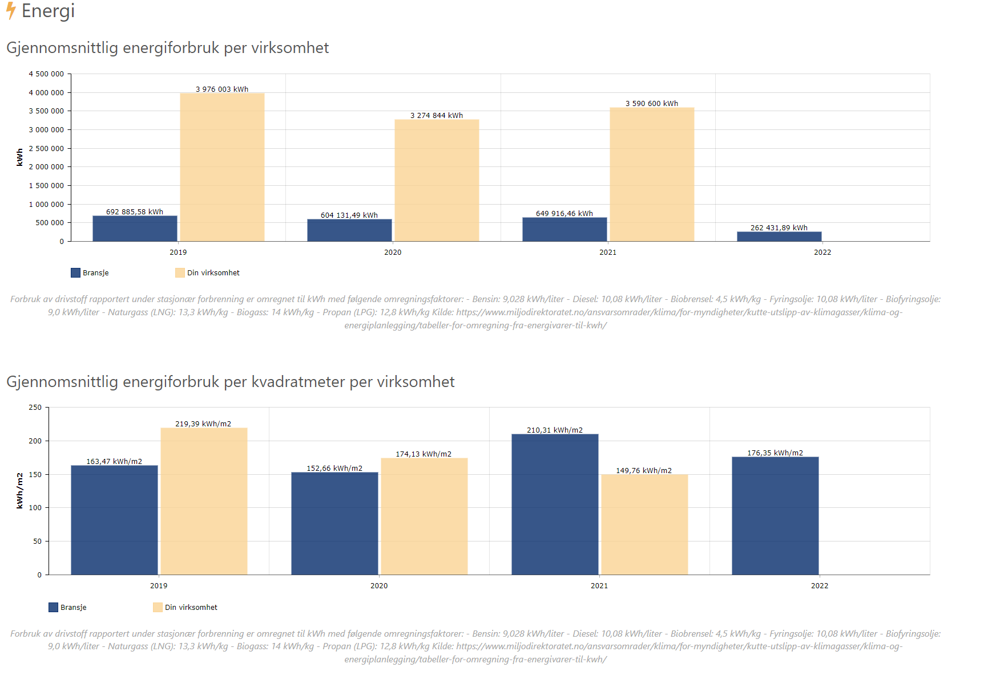 Energi
Gjennomsnittlig energiforbruk per virksomhet
4 500 000
4 000 000
3 500 000
3 000 000
2 500 000
2 000 000
1 500 000
1 000 000
500 000
0
kWh
3 976 003 kWh
3 274 844 kWh
3 590 600 kWh
692 885,58 kWh
604 131,49 kWh
649 916,46 kWh
262 431,89 kWh
2019 2020 2021 2022
Bransje Din virksomhet
Forbruk av drivstoff rapportert under stasjonær forbrenning er omregnet til kWh med følgende omregningsfaktorer: - Bensin: 9,028 kWh/liter - Diesel: 10,08 kWh/liter - Biobrensel: 4,5 kWh/kg - Fyringsolje: 10,08 kWh/liter - Biofyringsolje:
9,0 kWh/liter - Naturgass (LNG): 13,3 kWh/kg - Biogass: 14 kWh/kg - Propan (LPG): 12,8 kWh/kg Kilde: https://www.miljodirektoratet.no/ansvarsomrader/klima/for-myndigheter/kutte-utslipp-av-klimagasser/klima-og-
energiplanlegging/tabeller-for-omregning-fra-energivarer-til-kwh/
Gjennomsnittlig energiforbruk per kvadratmeter per virksomhet
250
200
150
100
50
0
kWh/m2
163,47 kWh/m2
219,39 kWh/m2
152,66 kWh/m2
174,13 kWh/m2
210,31 kWh/m2
149,76 kWh/m2
176,35 kWh/m2
2019 2020 2021 2022
Bransje Din virksomhet
Forbruk av drivstoff rapportert under stasjonær forbrenning er omregnet til kWh med følgende omregningsfaktorer: - Bensin: 9,028 kWh/liter - Diesel: 10,08 kWh/liter - Biobrensel: 4,5 kWh/kg - Fyringsolje: 10,08 kWh/liter - Biofyringsolje:
9,0 kWh/liter - Naturgass (LNG): 13,3 kWh/kg - Biogass: 14 kWh/kg - Propan (LPG): 12,8 kWh/kg Kilde: https://www.miljodirektoratet.no/ansvarsomrader/klima/for-myndigheter/kutte-utslipp-av-klimagasser/klima-og-
energiplanlegging/tabeller-for-omregning-fra-energivarer-til-kwh/